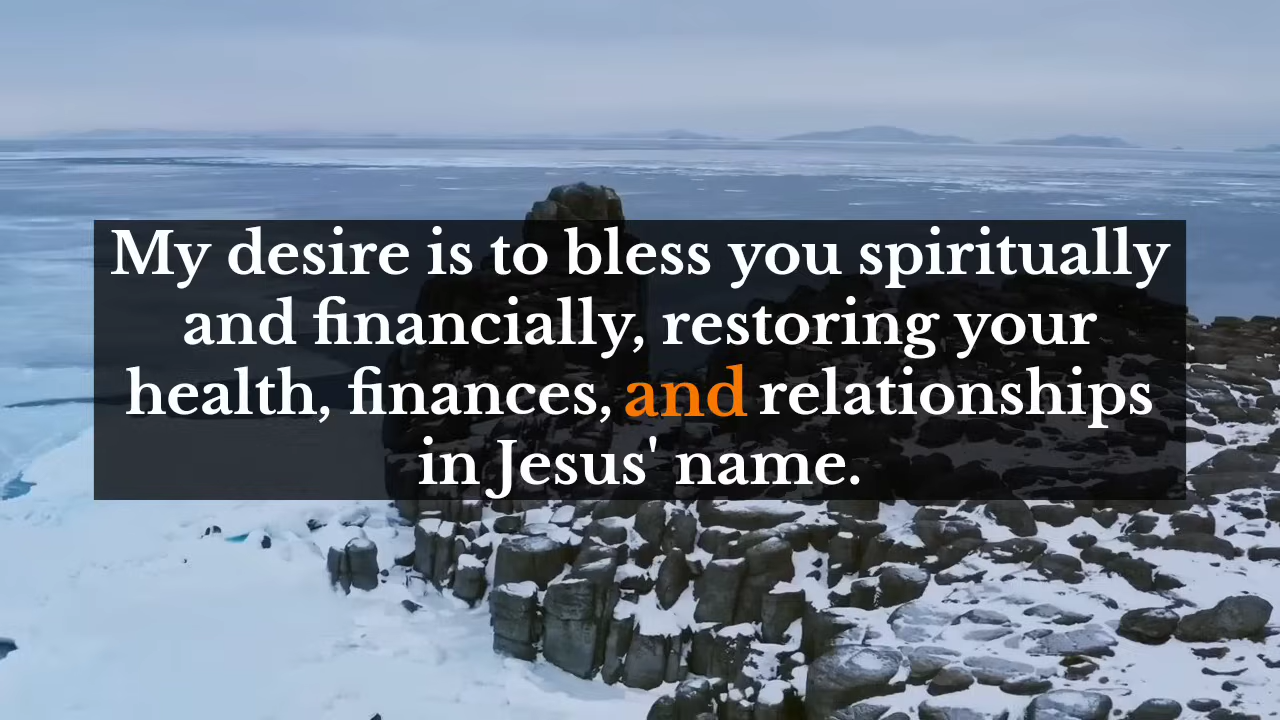 My desire is to bless you spiritually
and financially, restoring your
health, finances, and relationships
in Jesus' name.